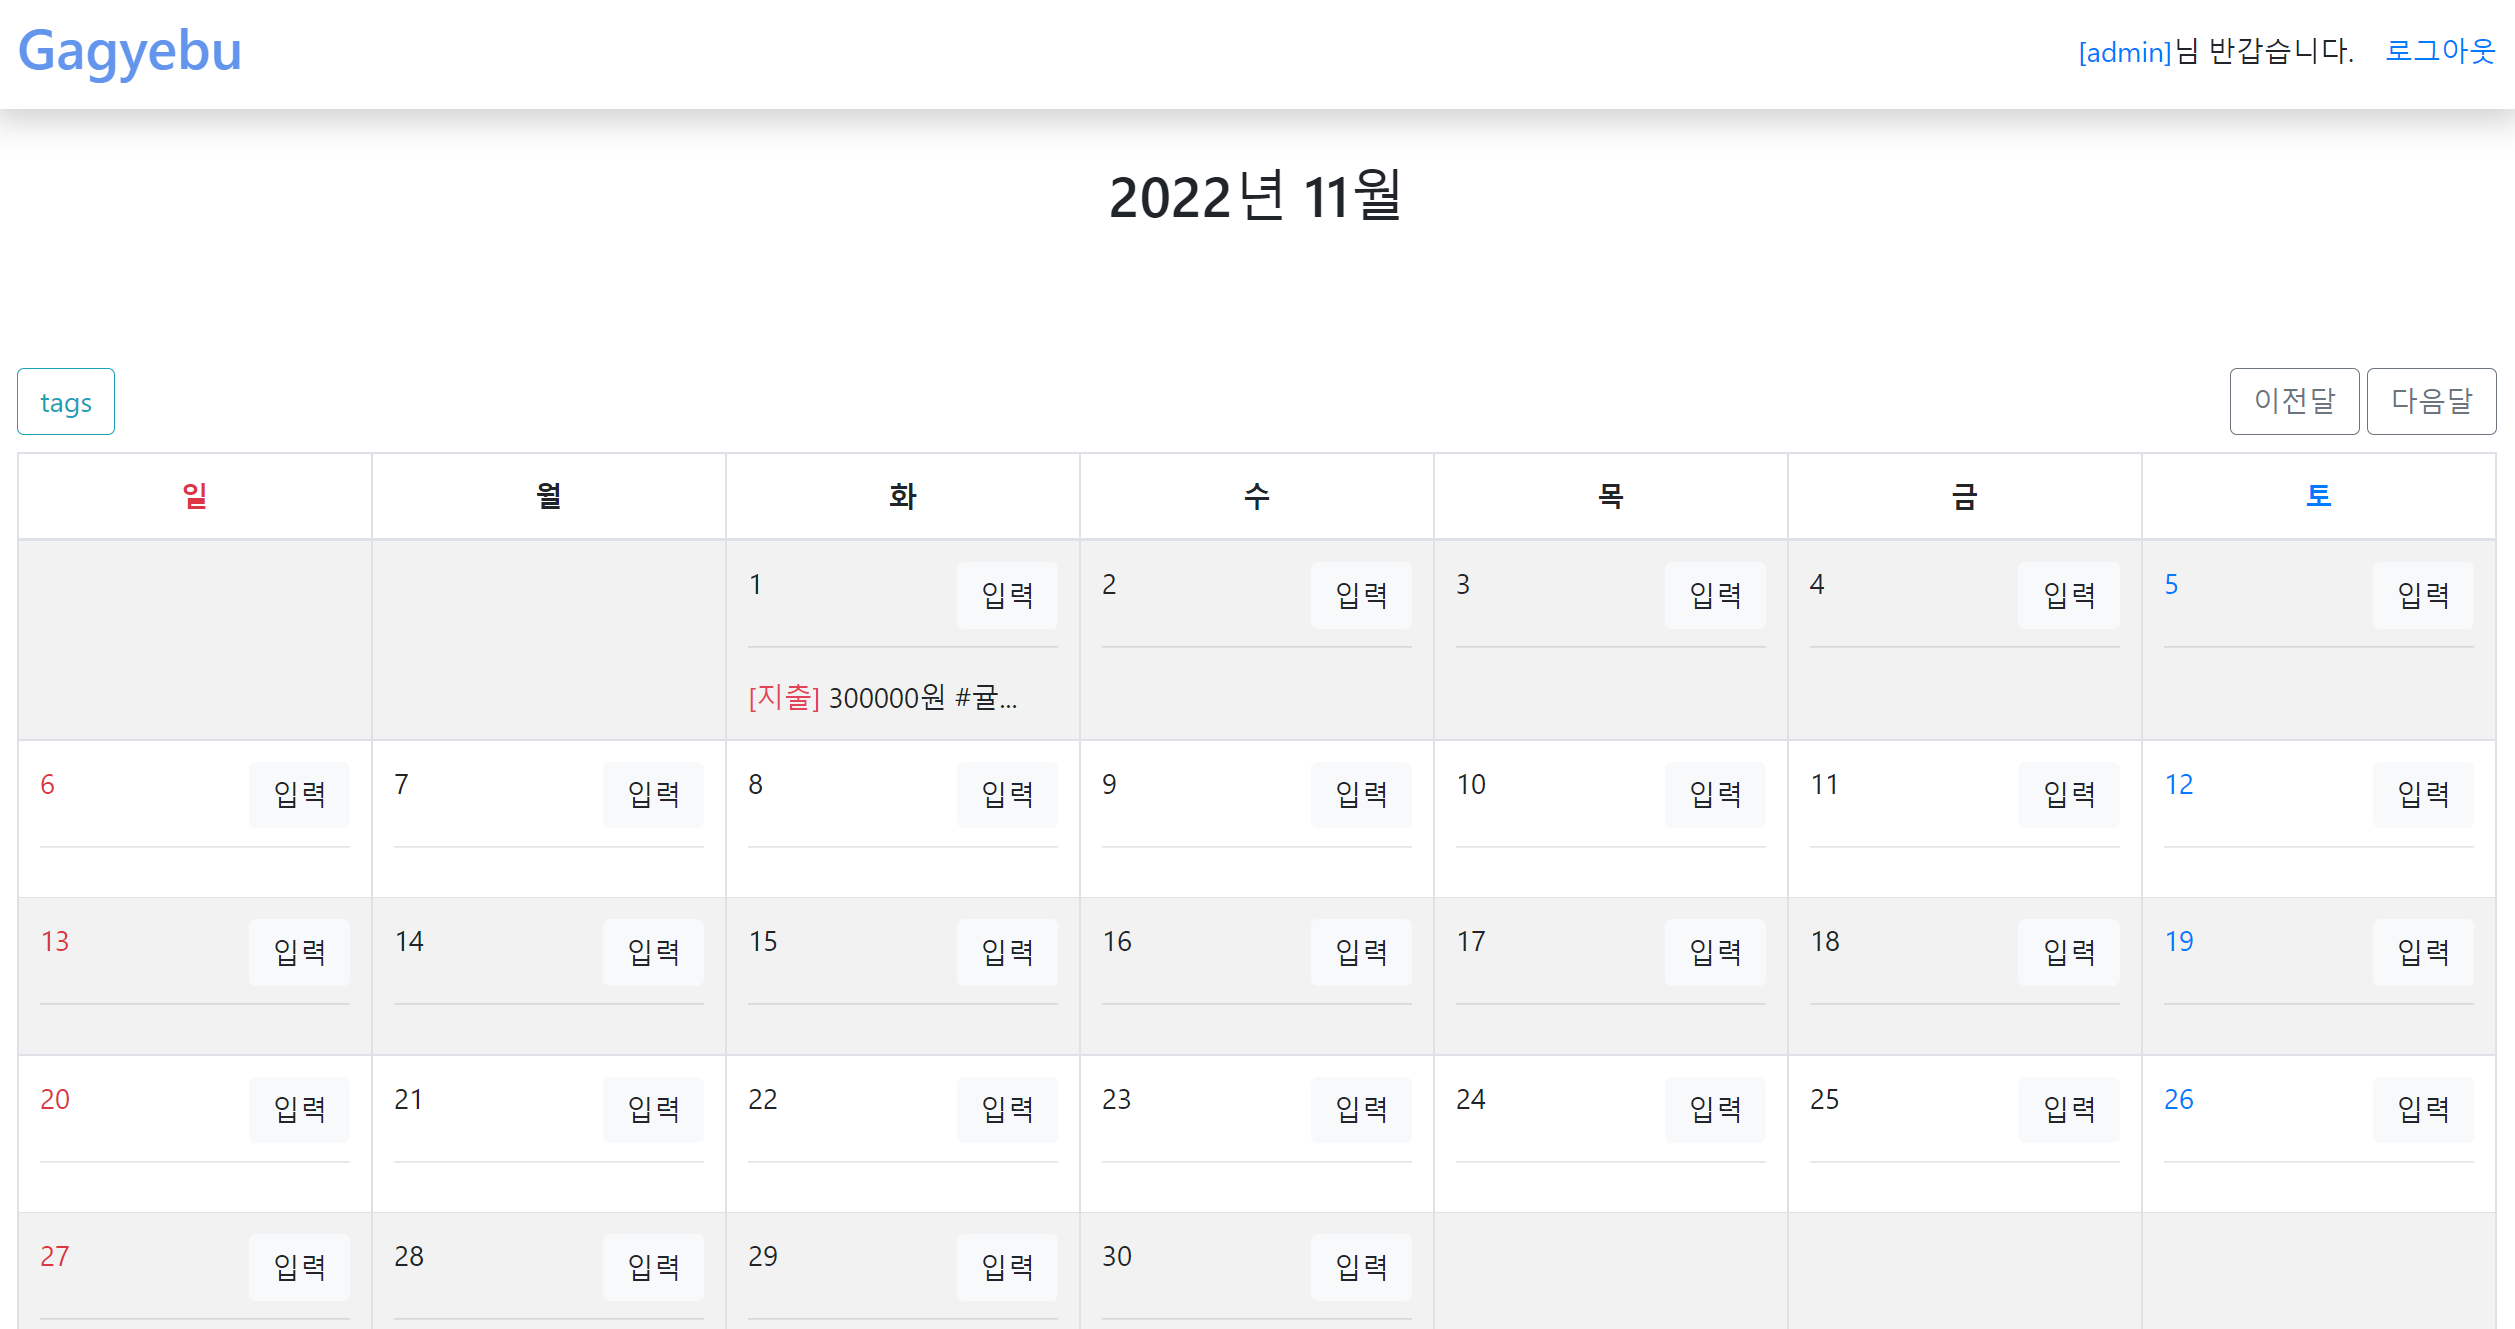 Gagyebu
[admin]님 반갑습니다. 로그아웃
2022년 11월
tags
이전달 다음달
일 월 화 수 목 금 토
1 입력 2 입력 3 입력 4 입력 5 입력
[지출] 300000원 #귤...
6 입력 7 입력 8 입력 9 입력 10 입력 11 입력 12 입력
13 입력 14 입력 15 입력 16 입력 17 입력 18 입력 19 입력
20 입력 21 입력 22 입력 23 입력 24 입력 25 입력 26 입력
27 입력 28 입력 29 입력 30 입력